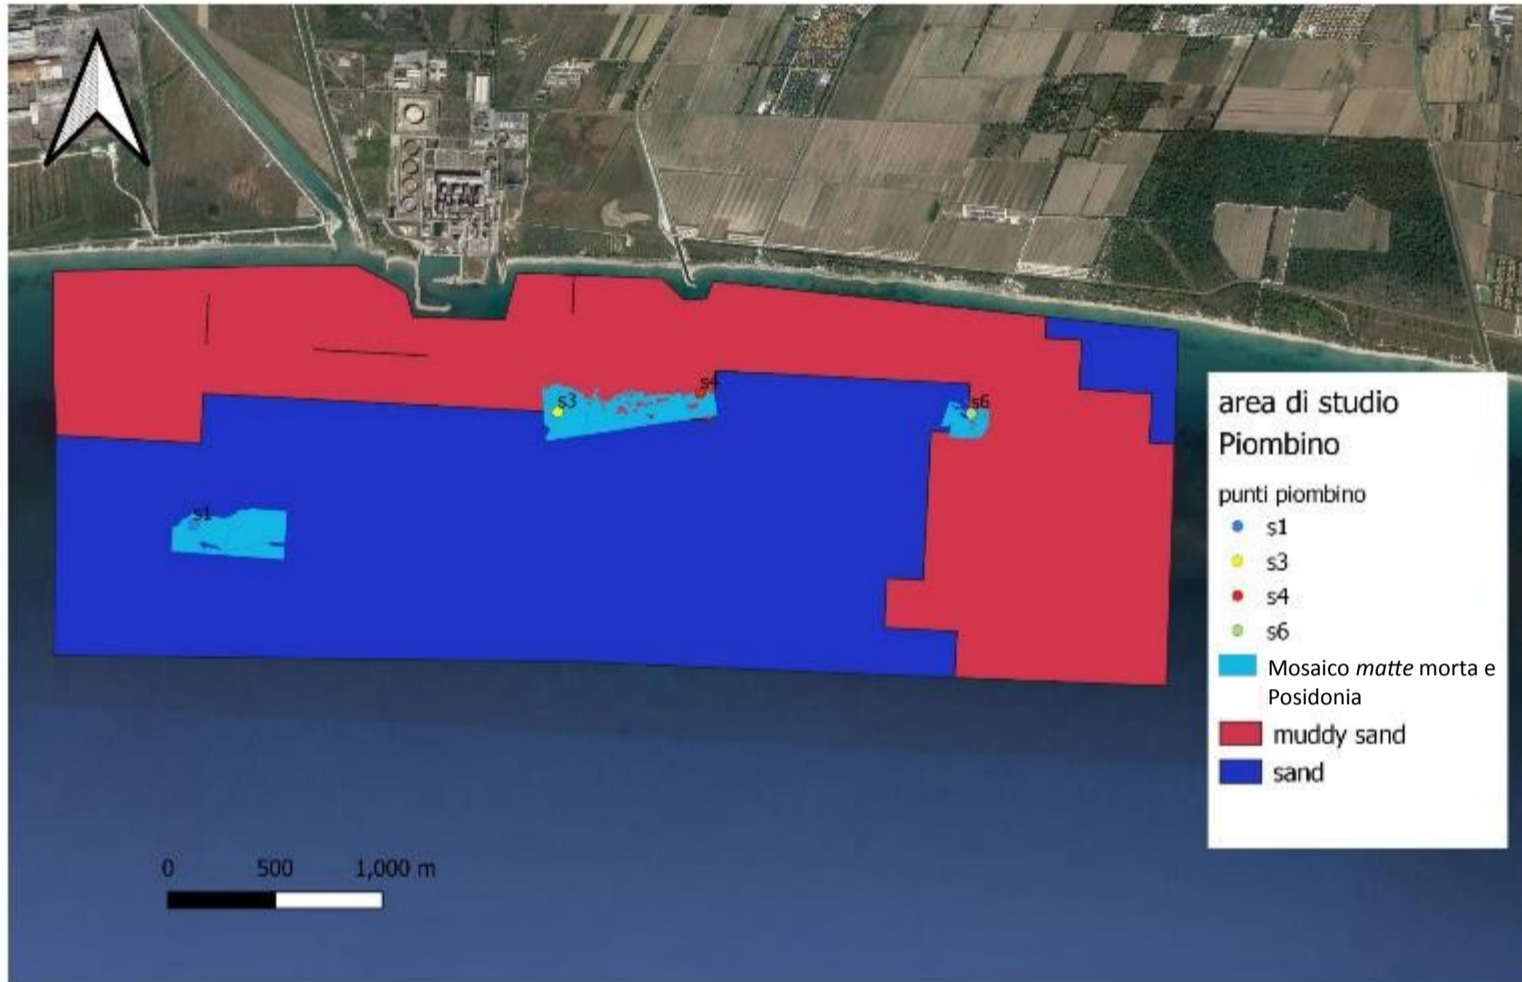 s4
s3
s6
s1
area di studio
Piombino
punti piombino
s1
s3
s4
s6
Mosaico matte morta e
Posidonia
muddy sand
sand
0 500 1,000 m